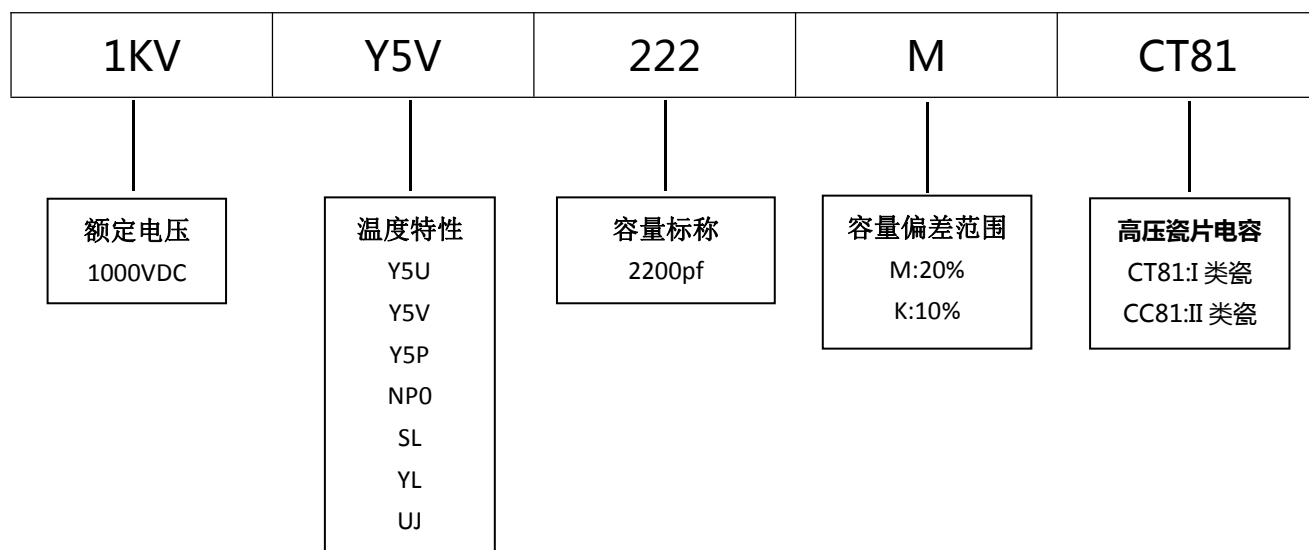 1KV Y5V 222 M CT81
额定电压
1000VDC
温度特性
Y5U
Y5V
Y5P
NP0
SL
YL
UJ
容量标称
2200pf
容量偏差范围
M:20%
K:10%
高压瓷片电容
CT81:I 类瓷
CC81:II 类瓷